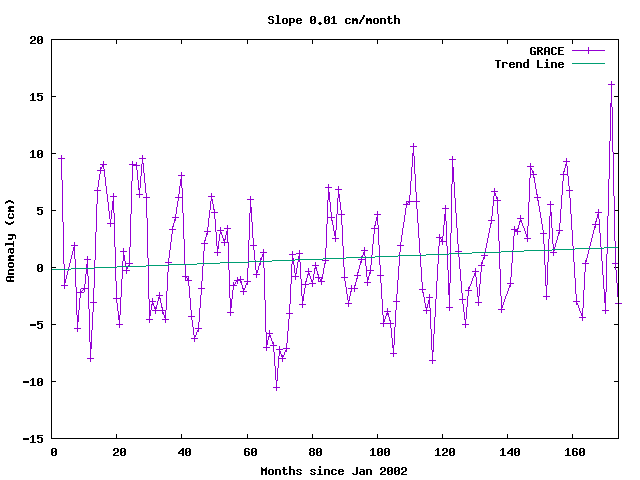 Slope 0.01 cm/month
20
GRACE
Trend Line
15
10
5
0
-5
-10
-15
Anomaly (cm)
0 20 40 60 80 100 120 140 160
Months since Jan 2002